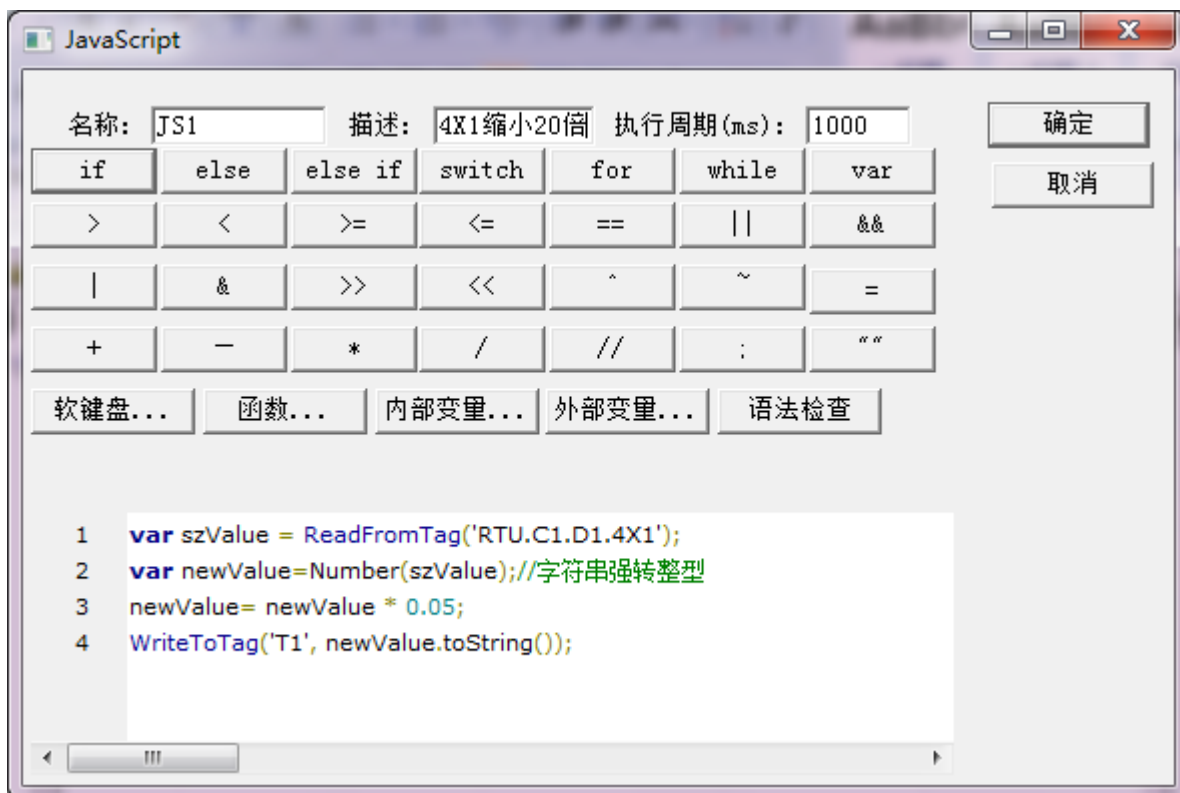 JavaScript
名称: JS1 描述: 4X1缩小20倍 执行周期(ms): 1000 确定
if else else if switch for while var 取消
> < >= <= == || &&
| & >> << ^ ~ =
+ — * / // ; ""
软键盘... 函数... 内部变量... 外部变量... 语法检查
1 var szValue = ReadFromTag('RTU.C1.D1.4X1');
2 var newValue=Number(szValue);//字符串强转整型
3 newValue= newValue * 0.05;
4 WriteToTag('T1', newValue.toString());